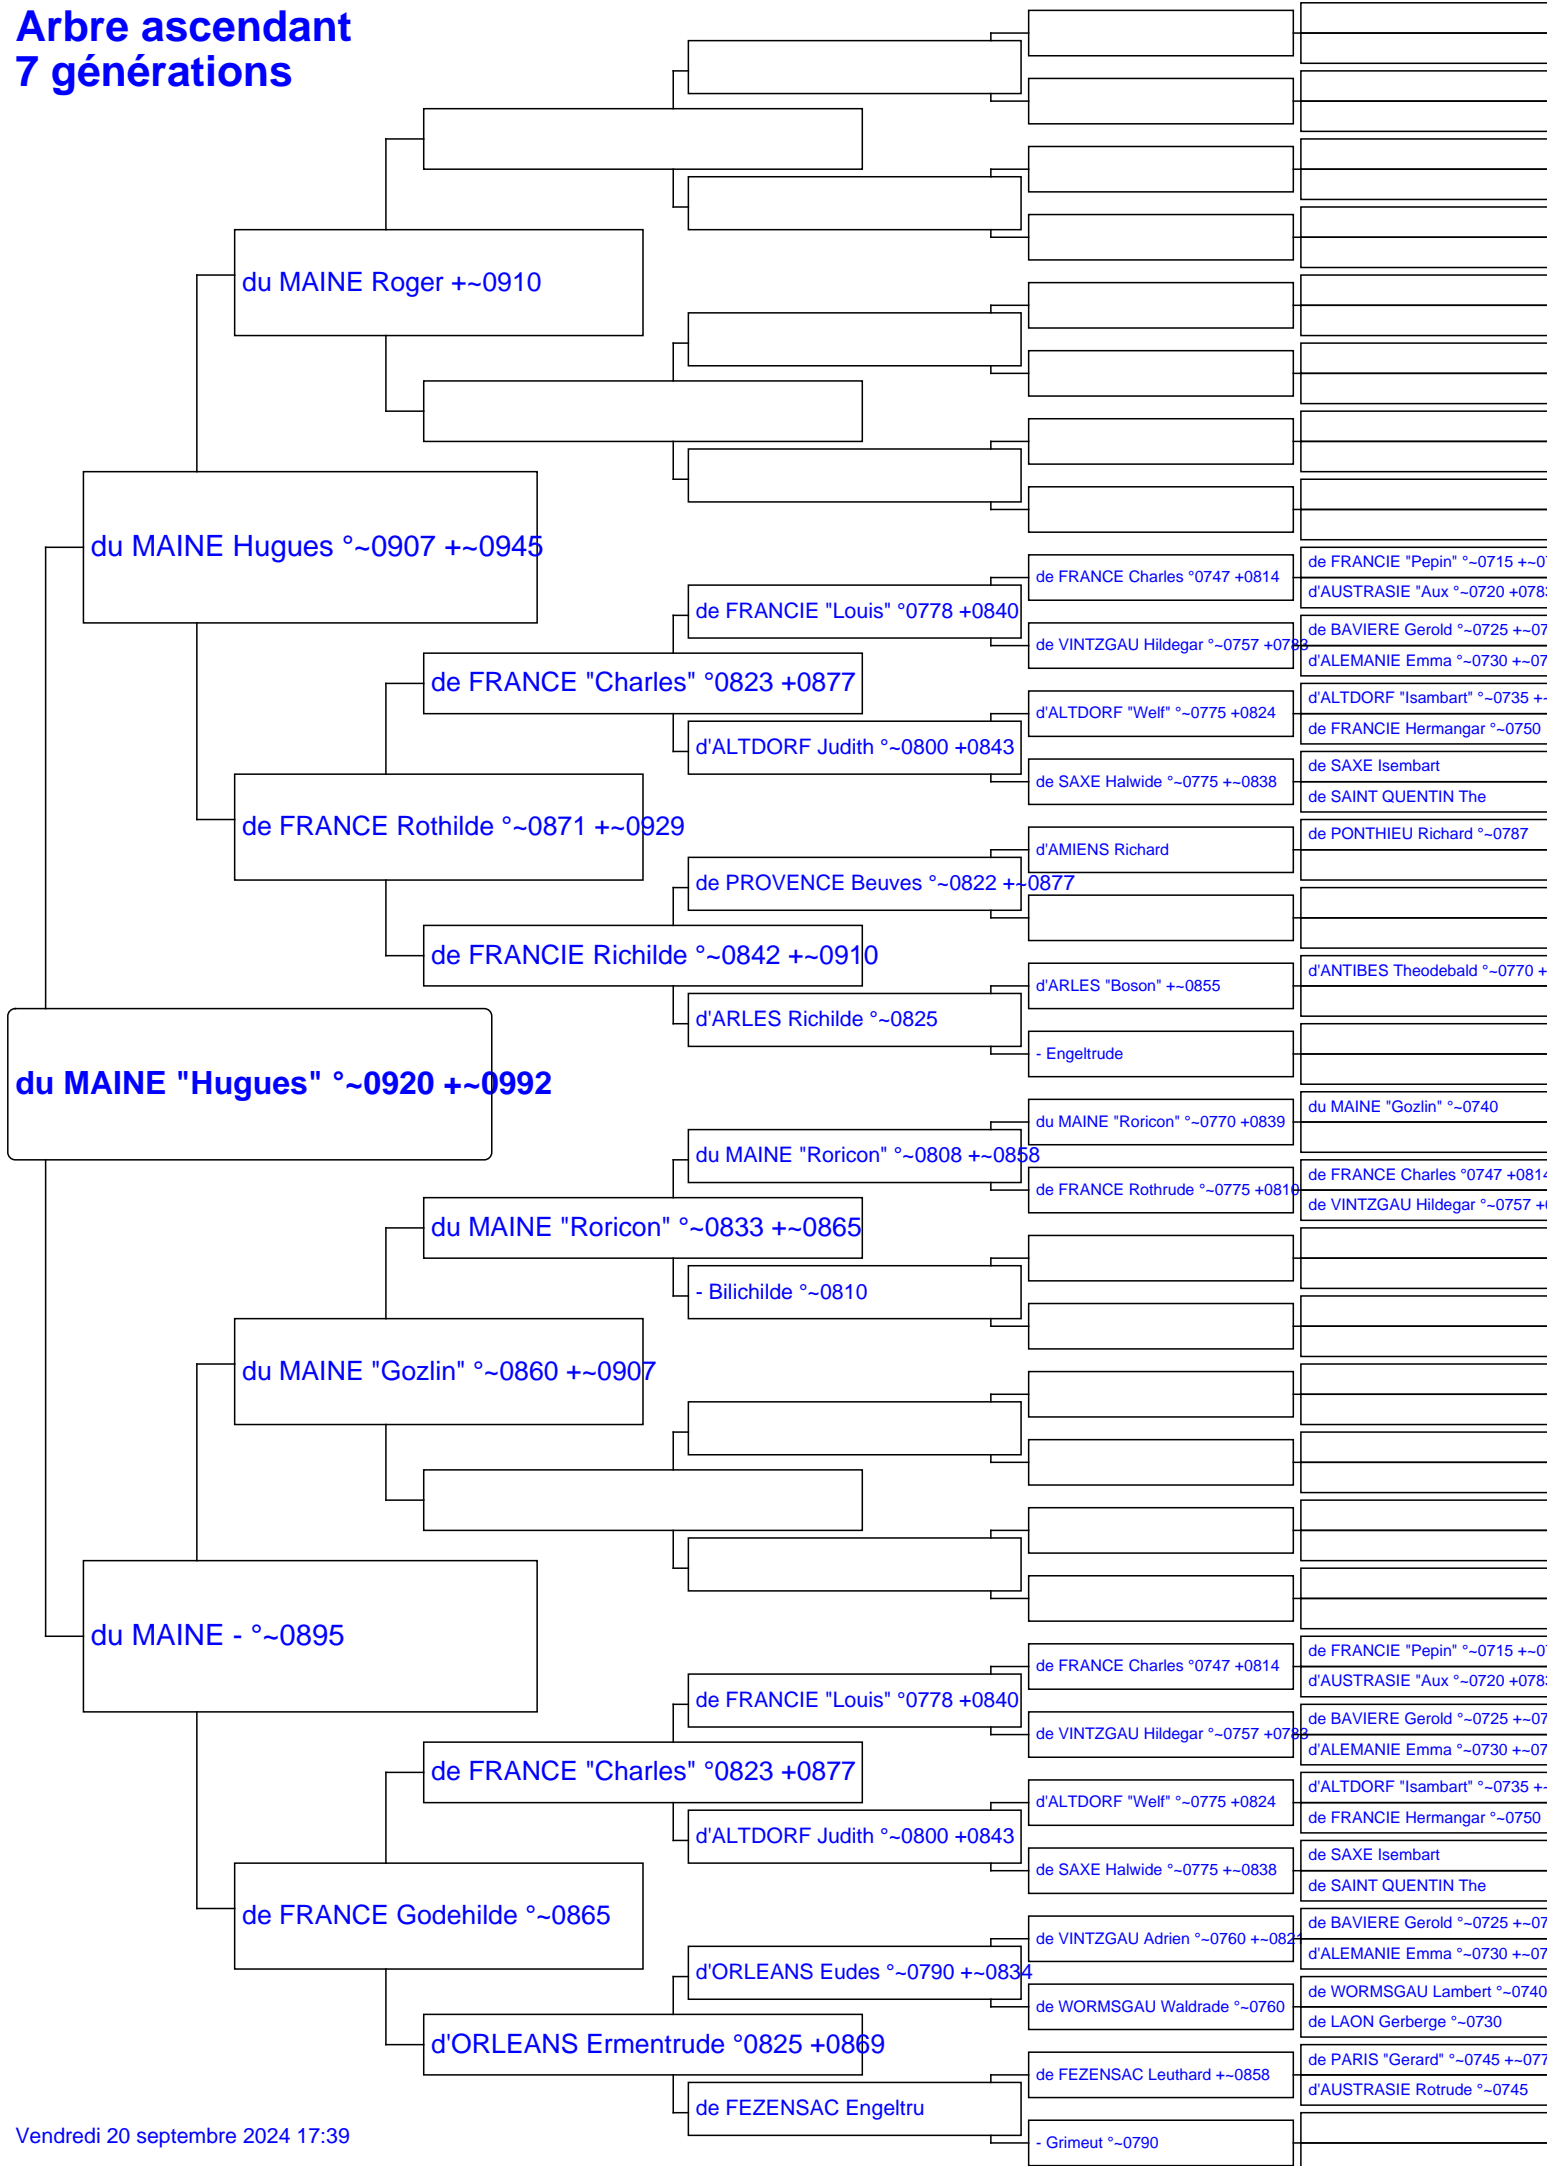 Arbre ascendant
7 générations
du MAINE Roger +~0910
du MAINE Hugues °~0907 +~0945
de FRANCE Charles °0747 +0814
de FRANCIE "Pepin" °~0715 +~07
d'AUSTRASIE "Aux °~0720 +0783
de FRANCIE "Louis" °0778 +0840
de VINTZGAU Hildegar °~0757 +0783
de BAVIERE Gerold °~0725 +~07
d'ALEMANIE Emma °~0730 +~07
de FRANCE "Charles" °0823 +0877
d'ALTDORF "Welf" °~0775 +0824
d'ALTDORF "Isambart" °~0735 +~
de FRANCIE Hermangar °~0750
d'ALTDORF Judith °~0800 +0843
de SAXE Halwide °~0775 +~0838
de SAXE Isembart
de SAINT QUENTIN The
de FRANCE Rothilde °~0871 +~0929
d'AMIENS Richard
de PONTHIEU Richard °~0787
de PROVENCE Beuves °~0822 +~0877
de FRANCIE Richilde °~0842 +~0910
d'ARLES "Boson" +~0855
d'ANTIBES Theodebald °~0770 +
d'ARLES Richilde °~0825
- Engeltrude
du MAINE "Hugues" °~0920 +~0992
du MAINE "Roricon" °~0770 +0839
du MAINE "Gozlin" °~0740
du MAINE "Roricon" °~0808 +~0858
de FRANCE Rothrude °~0775 +0810
de FRANCE Charles °0747 +0814
de VINTZGAU Hildegar °~0757 +0
du MAINE "Roricon" °~0833 +~0865
- Bilichilde °~0810
du MAINE "Gozlin" °~0860 +~0907
du MAINE - °~0895
de FRANCE Charles °0747 +0814
de FRANCIE "Pepin" °~0715 +~07
d'AUSTRASIE "Aux °~0720 +0783
de FRANCIE "Louis" °0778 +0840
de VINTZGAU Hildegar °~0757 +0783
de BAVIERE Gerold °~0725 +~07
d'ALEMANIE Emma °~0730 +~07
de FRANCE "Charles" °0823 +0877
d'ALTDORF "Welf" °~0775 +0824
d'ALTDORF "Isambart" °~0735 +~
de FRANCIE Hermangar °~0750
d'ALTDORF Judith °~0800 +0843
de SAXE Halwide °~0775 +~0838
de SAXE Isembart
de SAINT QUENTIN The
de FRANCE Godehilde °~0865
de VINTZGAU Adrien °~0760 +~0821
de BAVIERE Gerold °~0725 +~07
d'ALEMANIE Emma °~0730 +~07
d'ORLEANS Eudes °~0790 +~0834
de WORMSGAU Waldrade °~0760
de WORMSGAU Lambert °~0740
de LAON Gerberge °~0730
d'ORLEANS Ermentrude °0825 +0869
de FEZENSAC Leuthard +~0858
de PARIS "Gerard" °~0745 +~077
d'AUSTRASIE Rotrude °~0745
de FEZENSAC Engeltru
- Grimeut °~0790
Vendredi 20 septembre 2024 17:39